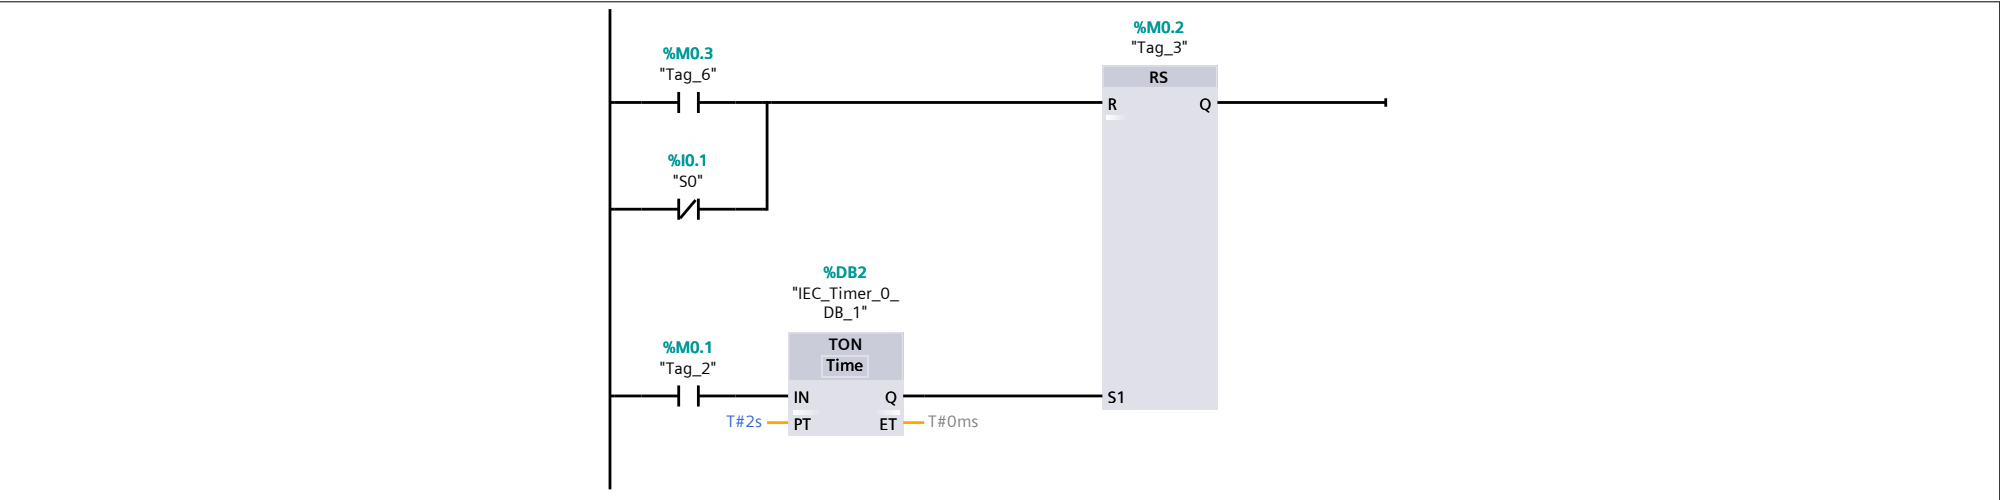 %M0.2
"Tag_3"
%M0.3
"Tag_6"
RS
R Q
%I0.1
"S0"
%DB2
"IEC_Timer_0_
DB_1"
%M0.1
"Tag_2"
TON
Time
IN Q
S1
T#2s PT ET T#0ms